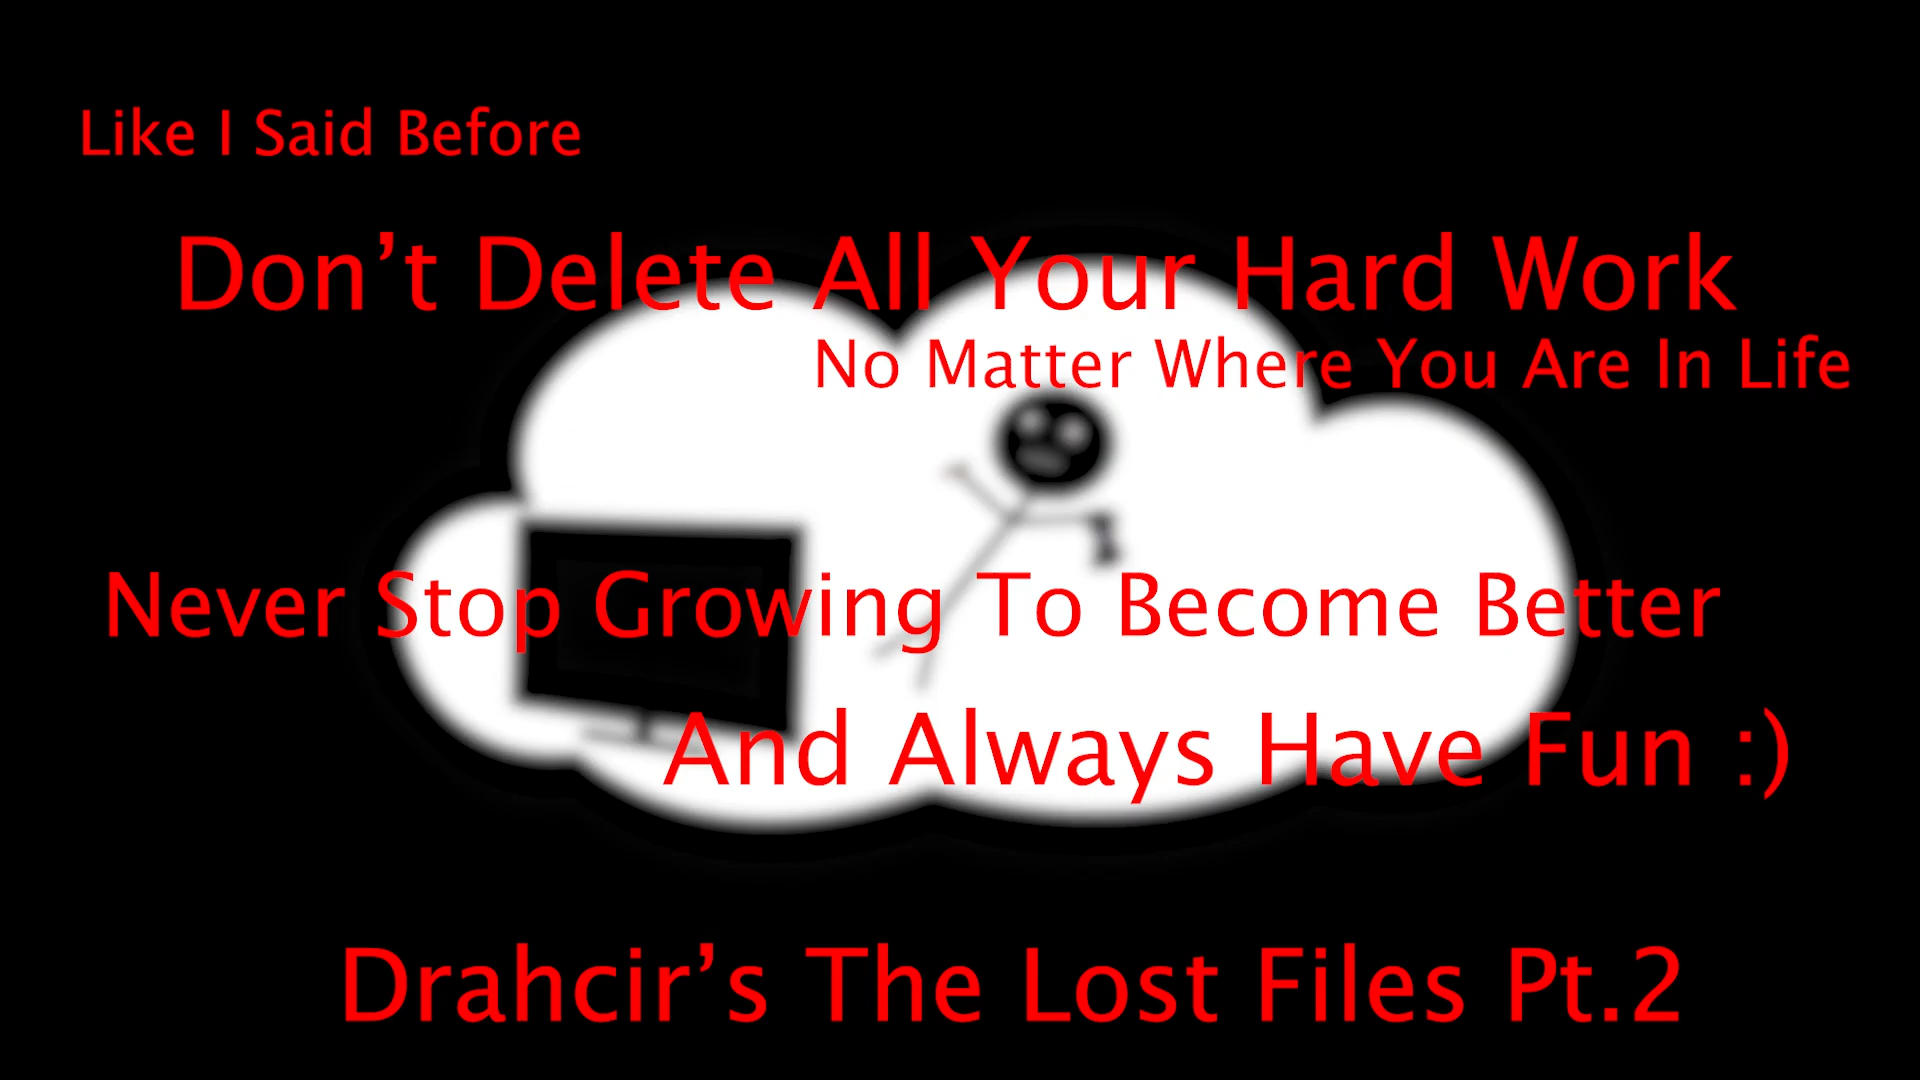 Like I Said Before
Don’t Delete All Your Hard Work
No Matter Where You Are In Life
Never Stop Growing To Become Better
And Always Have Fun :)
Drahcir’s The Lost Files Pt.2